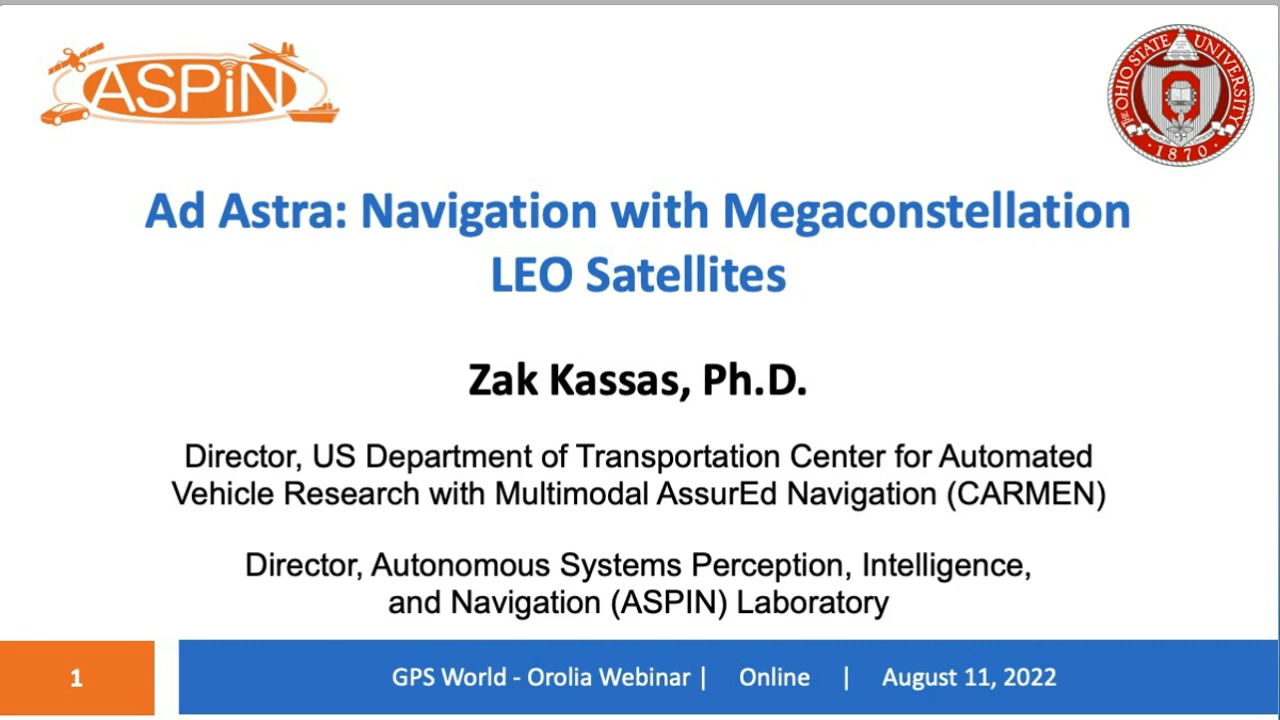 ASPiN
THE OHIO STATE UNIVERSITY
1870
Ad Astra: Navigation with Megaconstellation
LEO Satellites
Zak Kassas, Ph.D.
Director, US Department of Transportation Center for Automated
Vehicle Research with Multimodal AssurEd Navigation (CARMEN)
Director, Autonomous Systems Perception, Intelligence,
and Navigation (ASPIN) Laboratory
1
GPS World - Orolia Webinar | Online | August 11, 2022